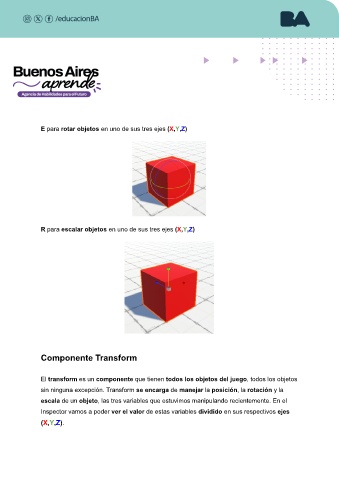 /educacionBA
BA
Buenos Aires
aprende
Agencia de Habilidades para el Futuro
E para rotar objetos en uno de sus tres ejes (X,Y,Z)
R para escalar objetos en uno de sus tres ejes (X,Y,Z)
Componente Transform
El transform es un componente que tienen todos los objetos del juego, todos los objetos
sin ninguna excepción. Transform se encarga de manejar la posición, la rotación y la
escala de un objeto, las tres variables que estuvimos manipulando recientemente. En el
Inspector vamos a poder ver el valor de estas variables dividido en sus respectivos ejes
(X,Y,Z).